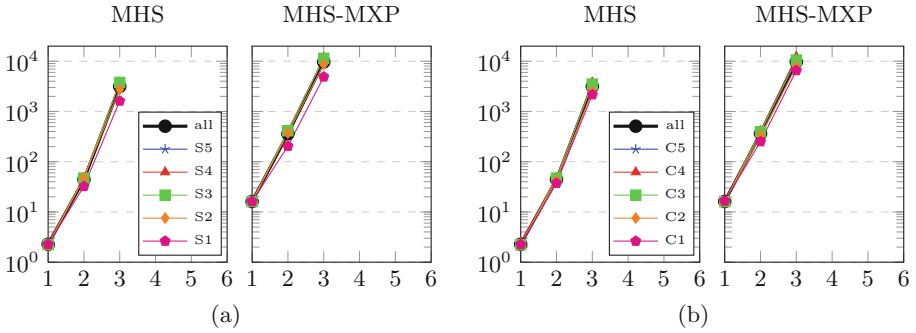 MHS MHS-MXP MHS MHS-MXP
10^4 10^4
10^3 10^3
10^2 all S5 S4 S3 S2 S1 10^2 all C5 C4 C3 C2 C1
10^1 10^1
10^0 10^0
1 2 3 4 5 6 1 2 3 4 5 6 1 2 3 4 5 6 1 2 3 4 5 6
(a) (b)